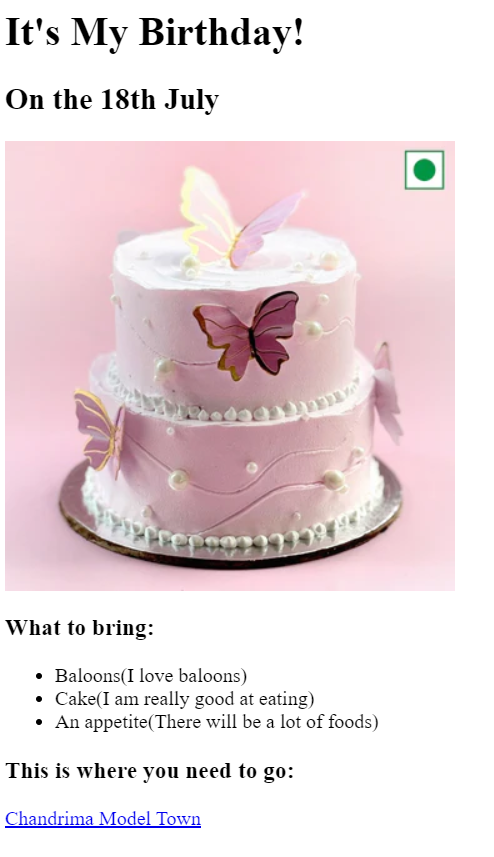 It's My Birthday!
On the 18th July
What to bring:
Baloons(I love baloons)
Cake(I am really good at eating)
An appetite(There will be a lot of foods)
This is where you need to go:
Chandrima Model Town